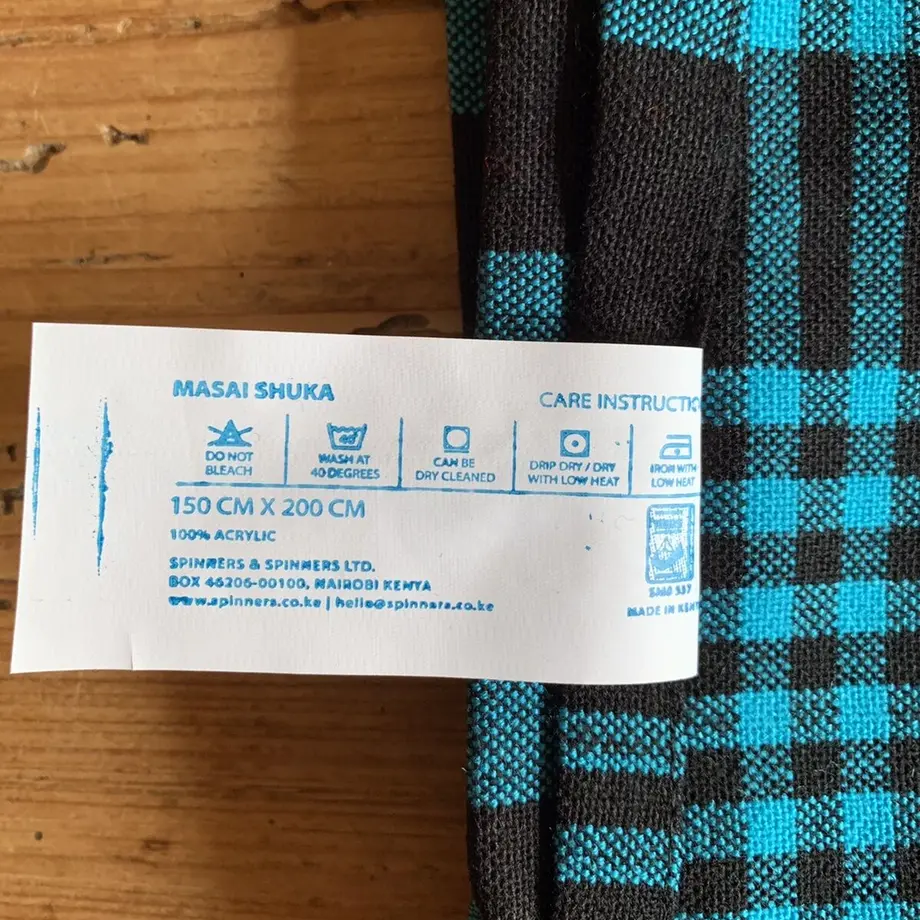 MASAI SHUKA
CARE INSTRUCTIO
DO NOT
BLEACH
40
WASH AT
40 DEGREES
CAN BE
DRY CLEANED
DRIP DRY / DRY
WITH LOW HEAT
IRON WITH
LOW HEAT
150 CM X 200 CM
100% ACRYLIC
SPINNERS & SPINNERS LTD.
BOX 46206-00100, NAIROBI KENYA
www.spinners.co.ke | hello@spinners.co.ke
MADE IN KENY